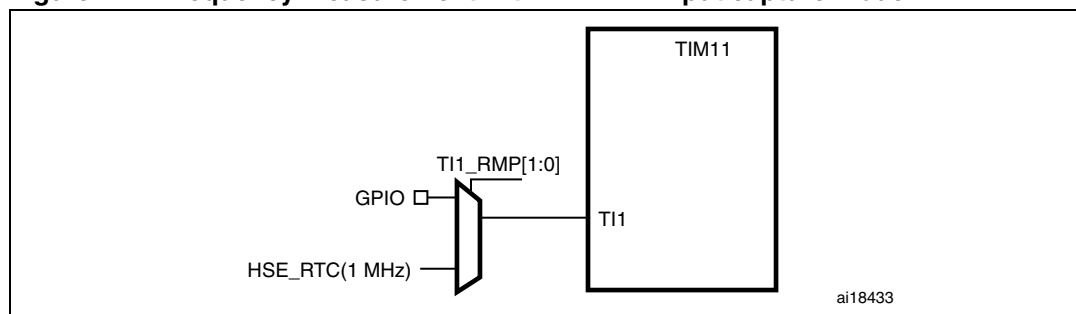 TIM11
TI1_RMP[1:0]
GPIO
TI1
HSE_RTC(1 MHz)
ai18433